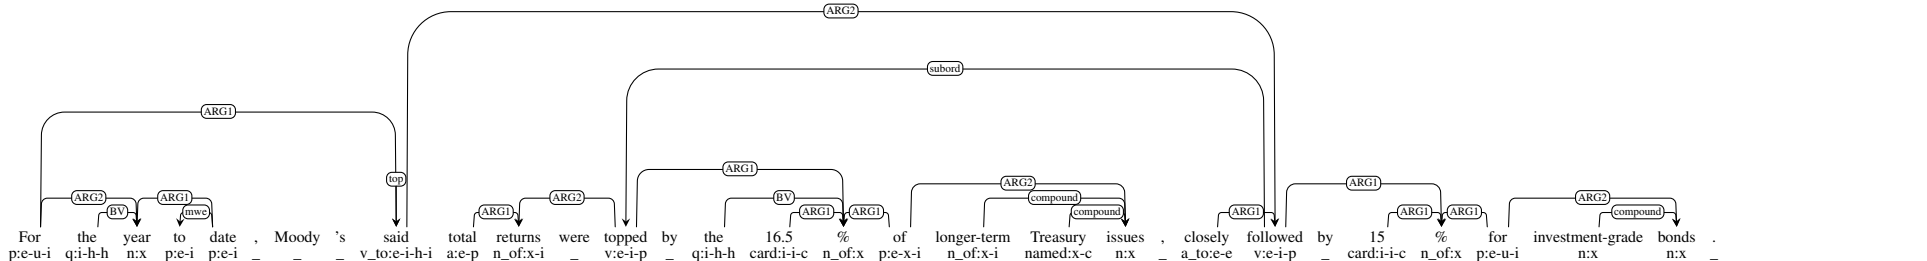 ARG2
subord
ARG1
ARG1
top
ARG2
ARG2 ARG1 ARG2 BV compound ARG1 ARG2
BV mwe ARG1 ARG1 ARG1 compound ARG1 ARG1 ARG1 compound
For the year to date , Moody 's said total returns were topped by the 16.5 % of longer-term Treasury issues , closely followed by 15 % for investment-grade bonds .
p:e-u-i q:i-h-h n:x p:e-i p:e-i _ _ _ v_to:e-i-h-i a:e-p n_of:x-i _ v:e-i-p _ q:i-h-h card:i-i-c n_of:x p:e-x-i n_of:x-i named:x-c n:x _ a_to:e-e v:e-i-p _ card:i-i-c n_of:x p:e-u-i n:x n:x _